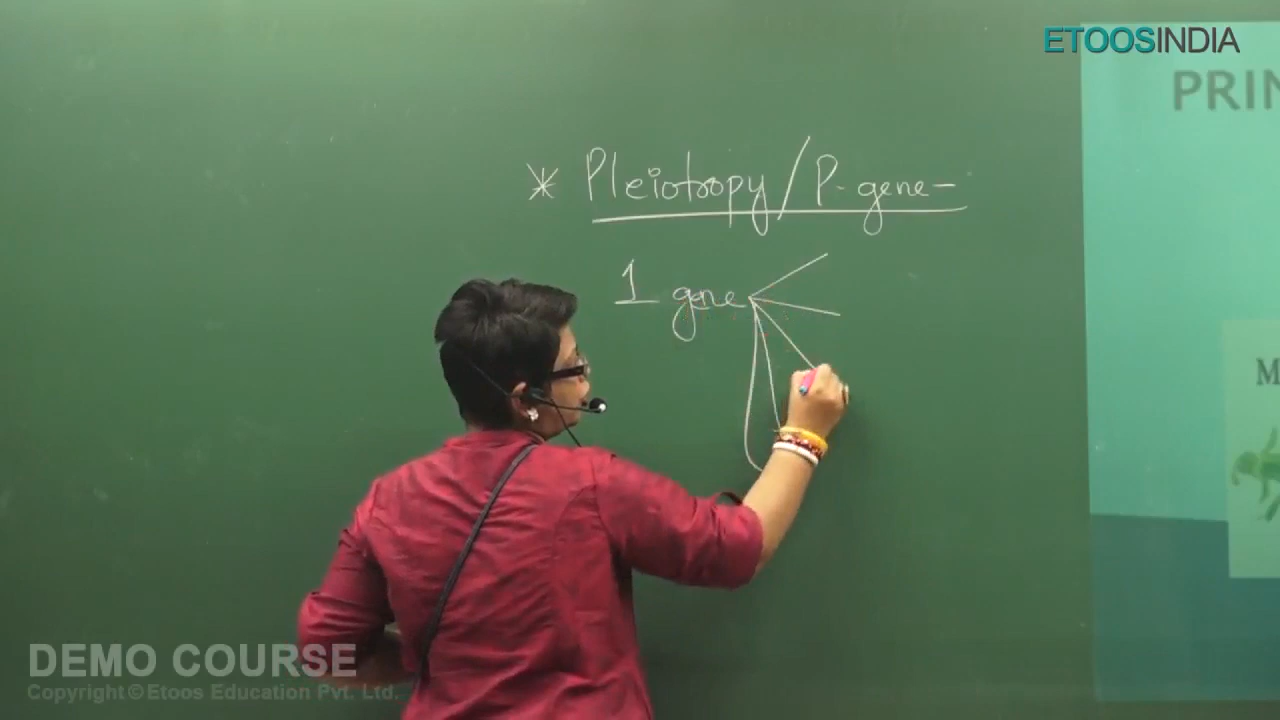 ETOOSINDIA
PRIN
* Pleiotropy / P-gene-
1 gene
M
DEMO COURSE
Copyright © Etoos Education Pvt. Ltd.